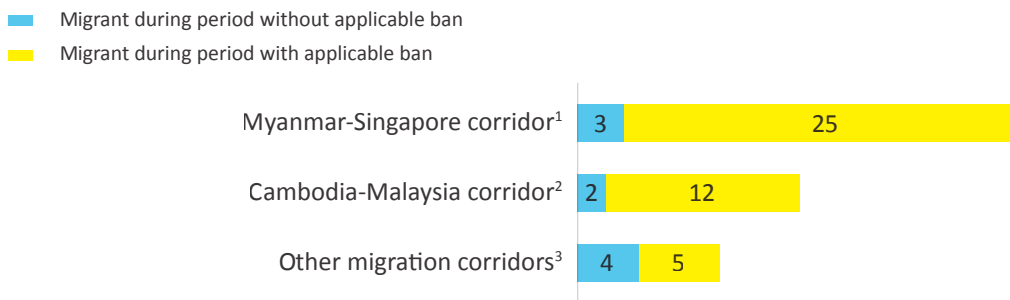 Migrant during period without applicable ban
Migrant during period with applicable ban
Myanmar-Singapore corridor¹ 3 25
Cambodia-Malaysia corridor² 2 12
Other migration corridors³ 4 5